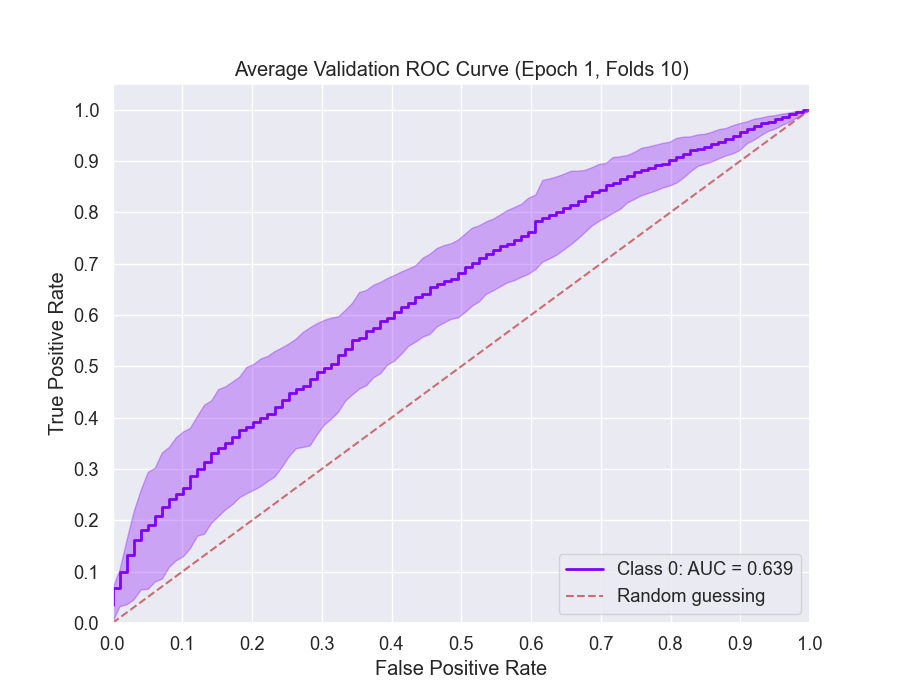 Average Validation ROC Curve (Epoch 1, Folds 10)
True Positive Rate
1.0
0.9
0.8
0.7
0.6
0.5
0.4
0.3
0.2
0.1
0.0
Class 0: AUC = 0.639
Random guessing
0.0 0.1 0.2 0.3 0.4 0.5 0.6 0.7 0.8 0.9 1.0
False Positive Rate